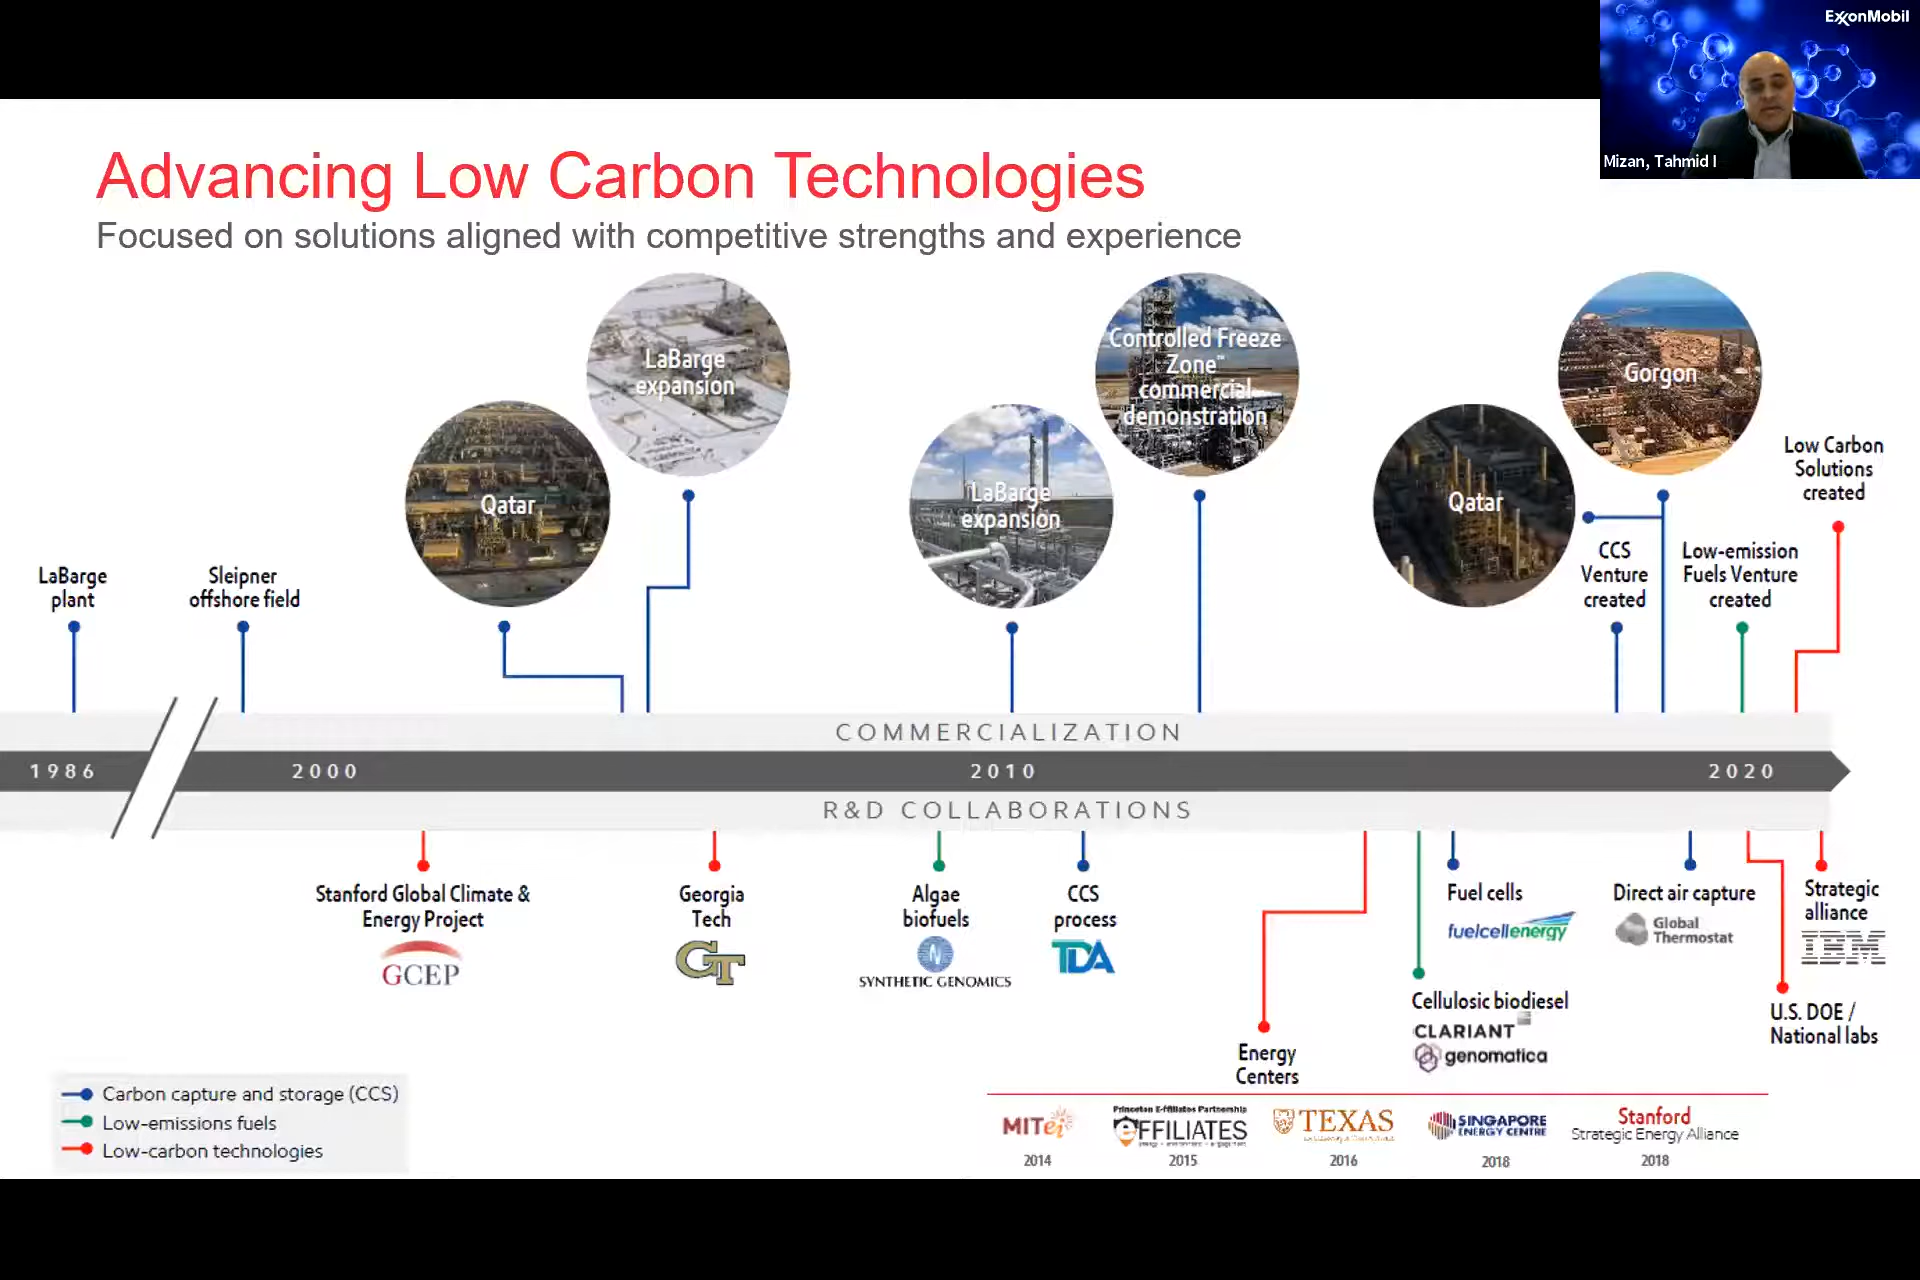 ExxonMobil
Mizan, Tahmid I
Advancing Low Carbon Technologies
Focused on solutions aligned with competitive strengths and experience
LaBarge
plant
Sleipner
offshore field
Qatar
LaBarge
expansion
LaBarge
expansion
Controlled Freeze
Zone™
commercial
demonstration
Qatar
Gorgon
CCS
Venture
created
Low-emission
Fuels Venture
created
Low Carbon
Solutions
created
COMMERCIALIZATION
1986
2000
2010
2020
R&D COLLABORATIONS
Stanford Global Climate &
Energy Project
GCEP
Georgia
Tech
GT
Algae
biofuels
SYNTHETIC GENOMICS
CCS
process
TDA
Energy
Centers
Fuel cells
fuelcellenergy
Cellulosic biodiesel
CLARIANT
genomatica
Direct air capture
Global
Thermostat
U.S. DOE /
National labs
Strategic
alliance
IBM
MITei
2014
Princeton E-ffiliates Partnership
eFFILIATES
2015
TEXAS
2016
SINGAPORE
ENERGY CENTRE
2018
Stanford
Strategic Energy Alliance
2018
Carbon capture and storage (CCS)
Low-emissions fuels
Low-carbon technologies